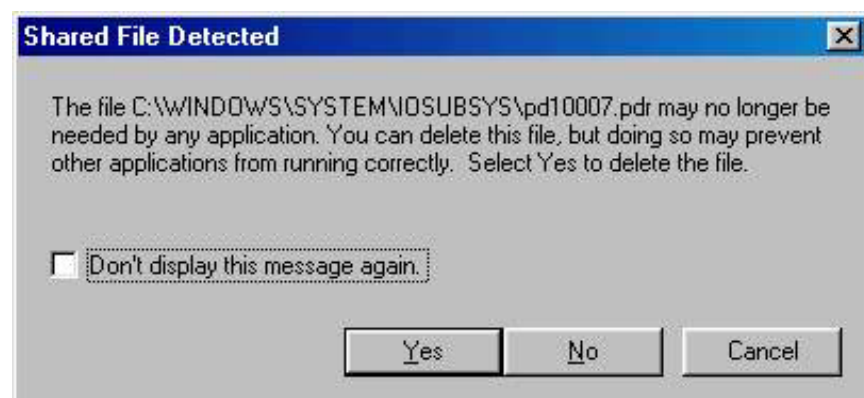 Shared File Detected
The file C:\WINDOWS\SYSTEM\IOSUBSYS\pd10007.pdr may no longer be
needed by any application. You can delete this file, but doing so may prevent
other applications from running correctly.  Select Yes to delete the file.
Don't display this message again.
Yes No Cancel